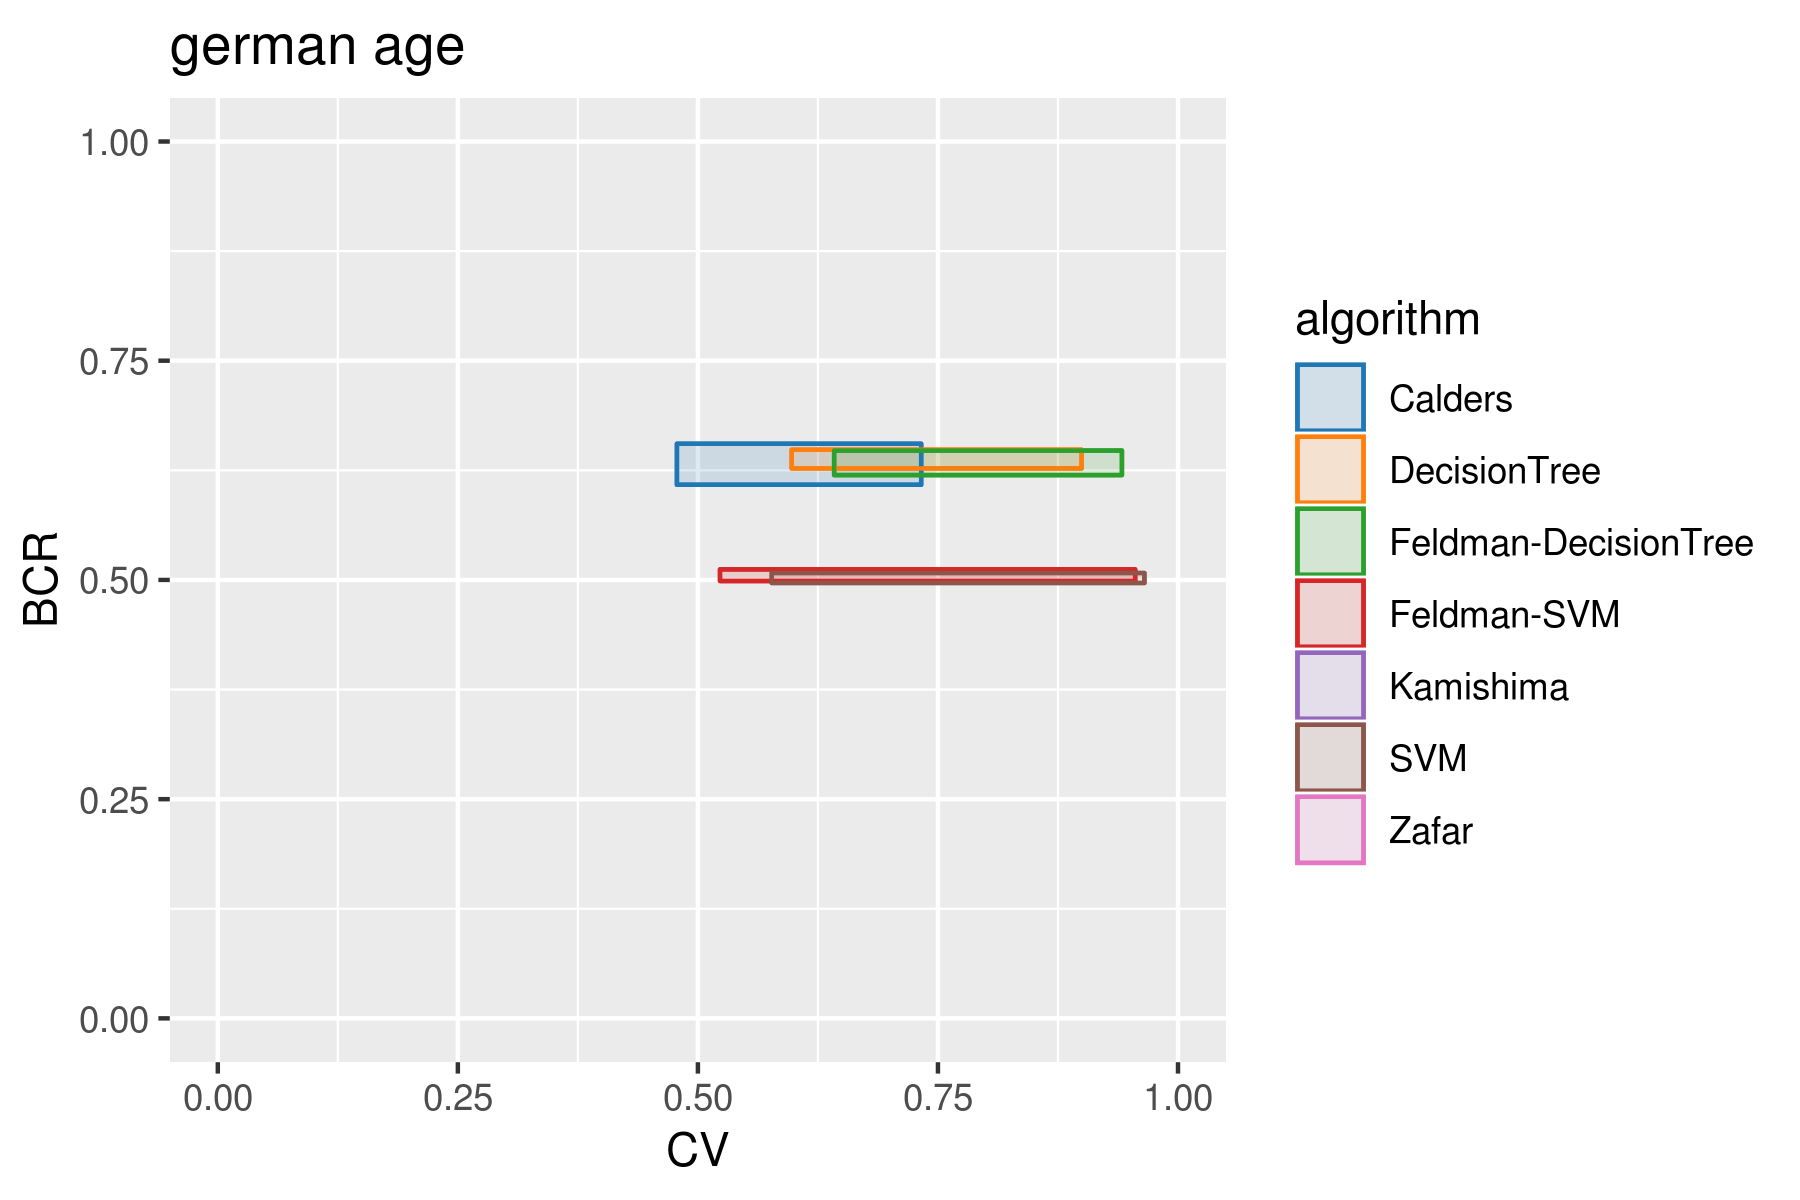 german age
1.00
0.75
0.50
0.25
0.00
BCR
0.00 0.25 0.50 0.75 1.00
CV
algorithm
Calders
DecisionTree
Feldman-DecisionTree
Feldman-SVM
Kamishima
SVM
Zafar